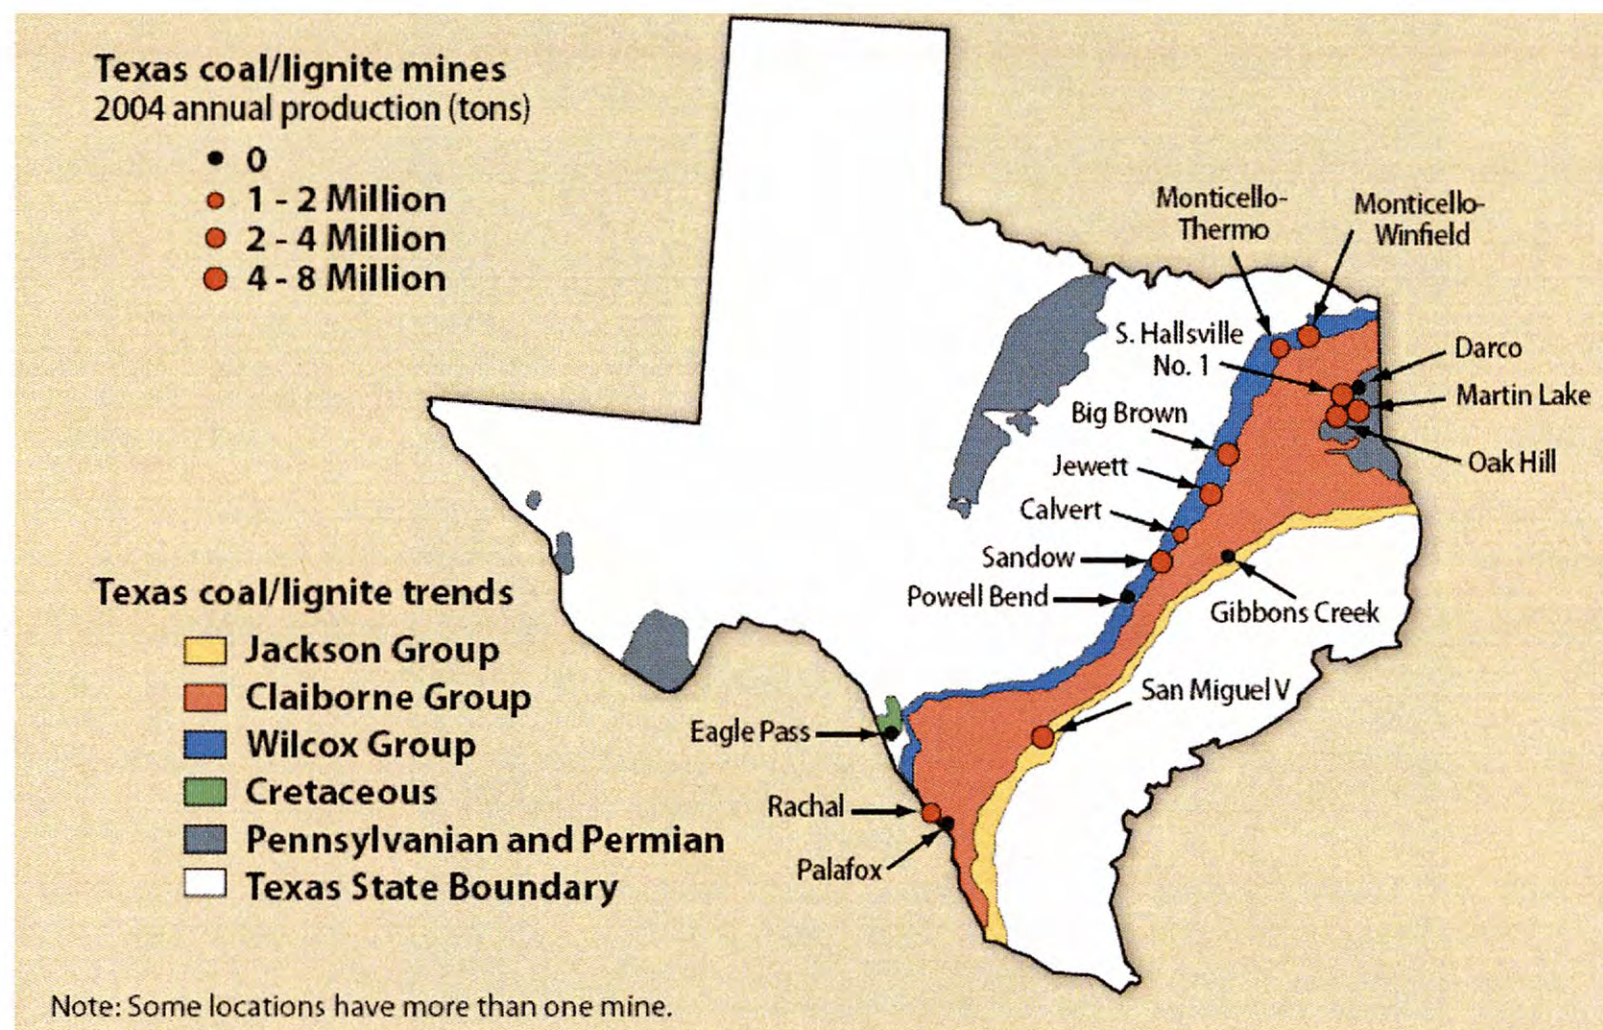 Texas coal/lignite mines
2004 annual production (tons)
0
1 - 2 Million
2 - 4 Million
4 - 8 Million
Monticello-
Thermo
Monticello-
Winfield
S. Hallsville
No. 1
Darco
Martin Lake
Big Brown
Jewett
Oak Hill
Calvert
Sandow
Powell Bend
Gibbons Creek
San Miguel V
Eagle Pass
Rachal
Palafox
Texas coal/lignite trends
Jackson Group
Claiborne Group
Wilcox Group
Cretaceous
Pennsylvanian and Permian
Texas State Boundary
Note: Some locations have more than one mine.